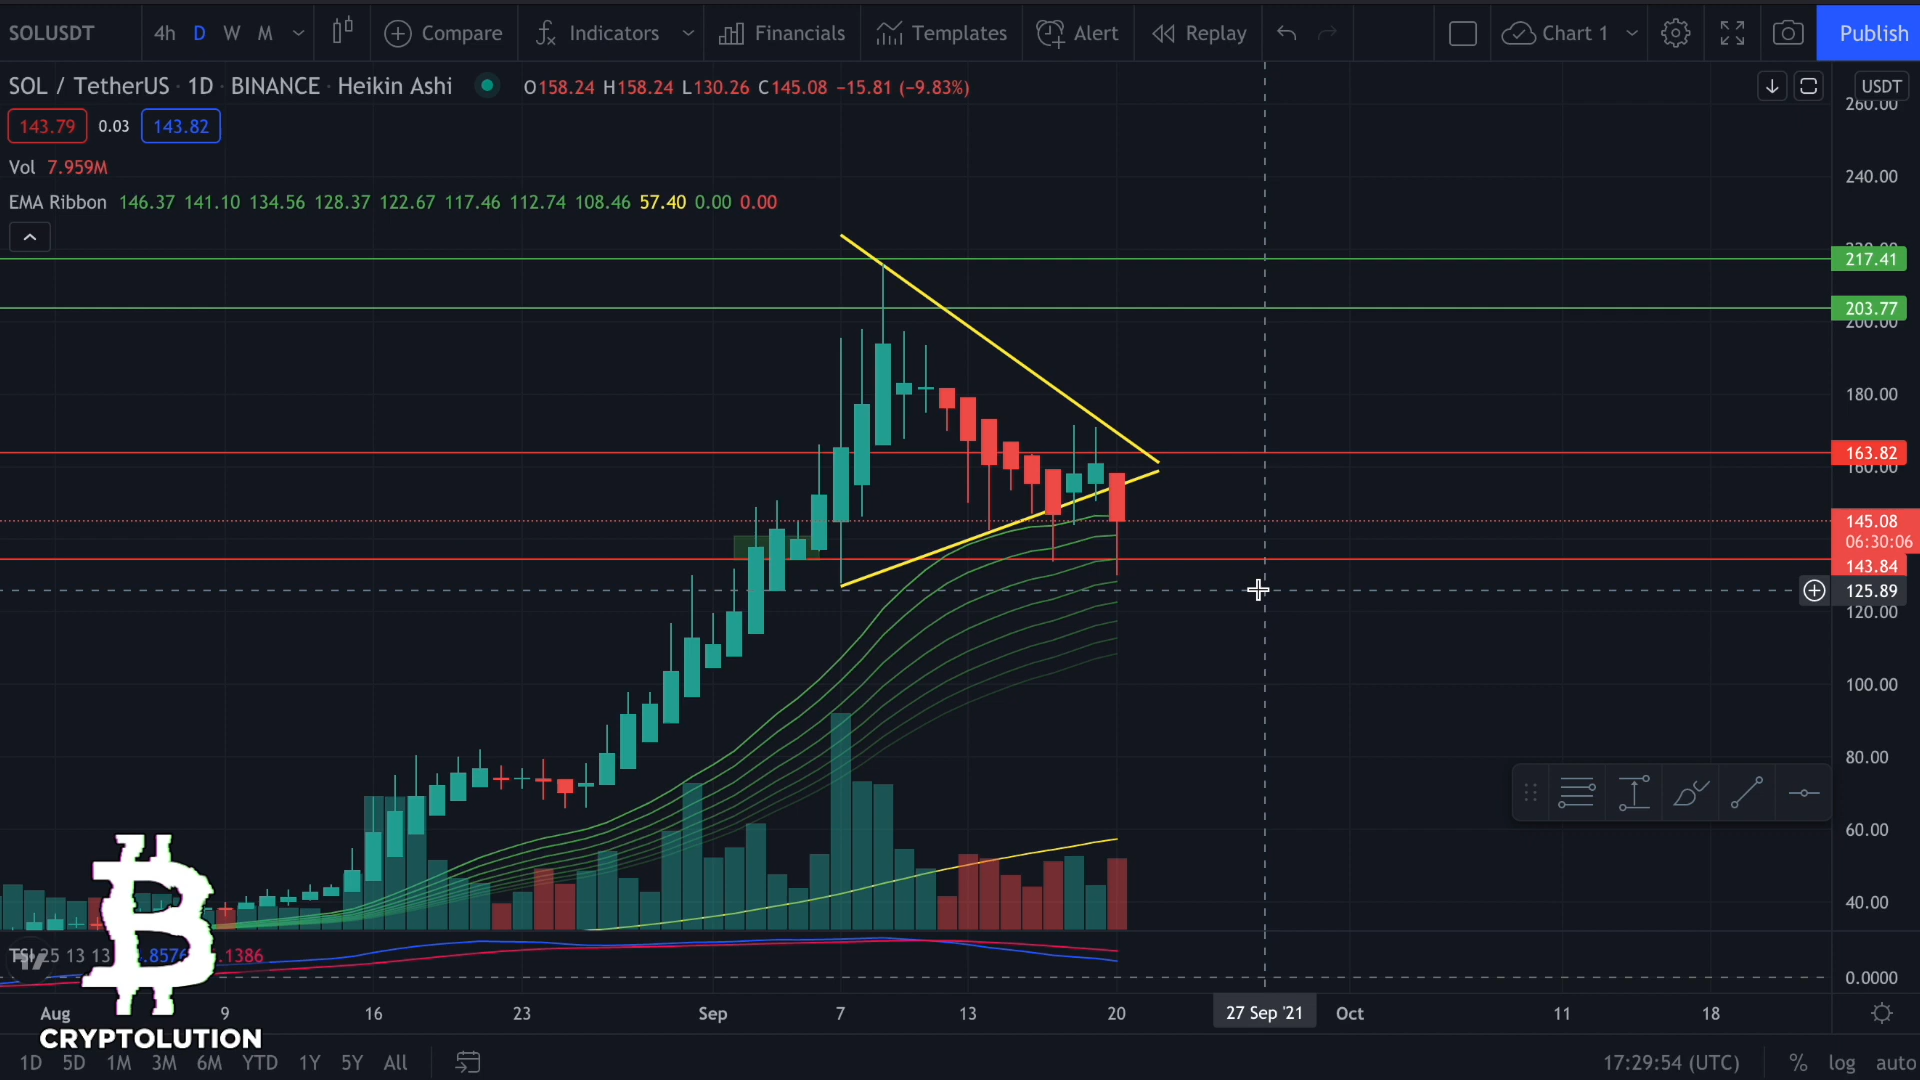 SOLUSDT 4h D W M Compare Indicators Financials Templates Alert Replay Chart 1 Publish
SOL / TetherUS · 1D · BINANCE · Heikin Ashi O158.24 H158.24 L130.26 C145.08 −15.81 (−9.83%)
USDT
260.00
143.79 0.03 143.82
Vol 7.959M
240.00
EMA Ribbon 146.37 141.10 134.56 128.37 122.67 117.46 112.74 108.46 57.40 0.00 0.00
217.41
203.77
200.00
180.00
163.82
160.00
145.08
06:30:06
143.84
125.89
120.00
100.00
80.00
60.00
40.00
TSI 25 13 13 .1386
0.0000
Aug 9 16 23 Sep 7 13 20 27 Sep '21 Oct 11 18
CRYPTOLUTION
1D 5D 1M 3M 6M YTD 1Y 5Y All 17:29:54 (UTC) % log auto